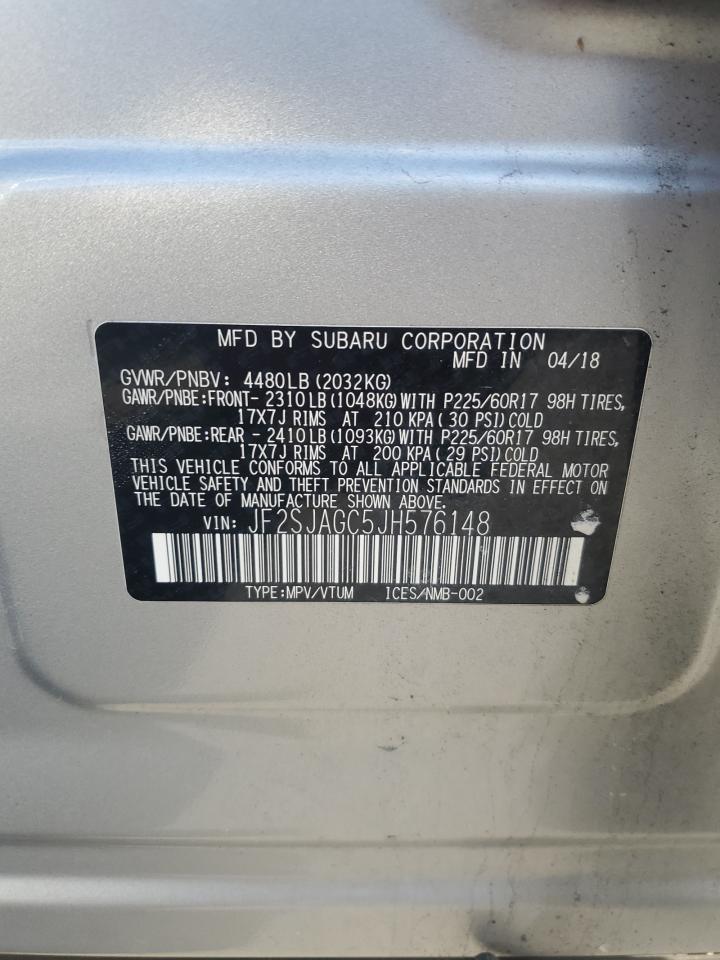 MFD BY SUBARU CORPORATION
MFD IN 04/18
GVWR/PNBV: 4480LB(2032KG)
GAWR/PNBE:FRONT- 2310LB(1048KG)WITH P225/60R17 98H TIRES,
17X7J RIMS AT 210 KPA( 30 PSI)COLD
GAWR/PNBE:REAR - 2410LB(1093KG)WITH P225/60R17 98H TIRES,
17X7J RIMS AT 200 KPA( 29 PSI)COLD
THIS VEHICLE CONFORMS TO ALL APPLICABLE FEDERAL MOTOR
VEHICLE SAFETY AND THEFT PREVENTION STANDARDS IN EFFECT ON
THE DATE OF MANUFACTURE SHOWN ABOVE.
VIN: JF2SJAGC5JH576148
TYPE:MPV/VTUM ICES/NMB-002